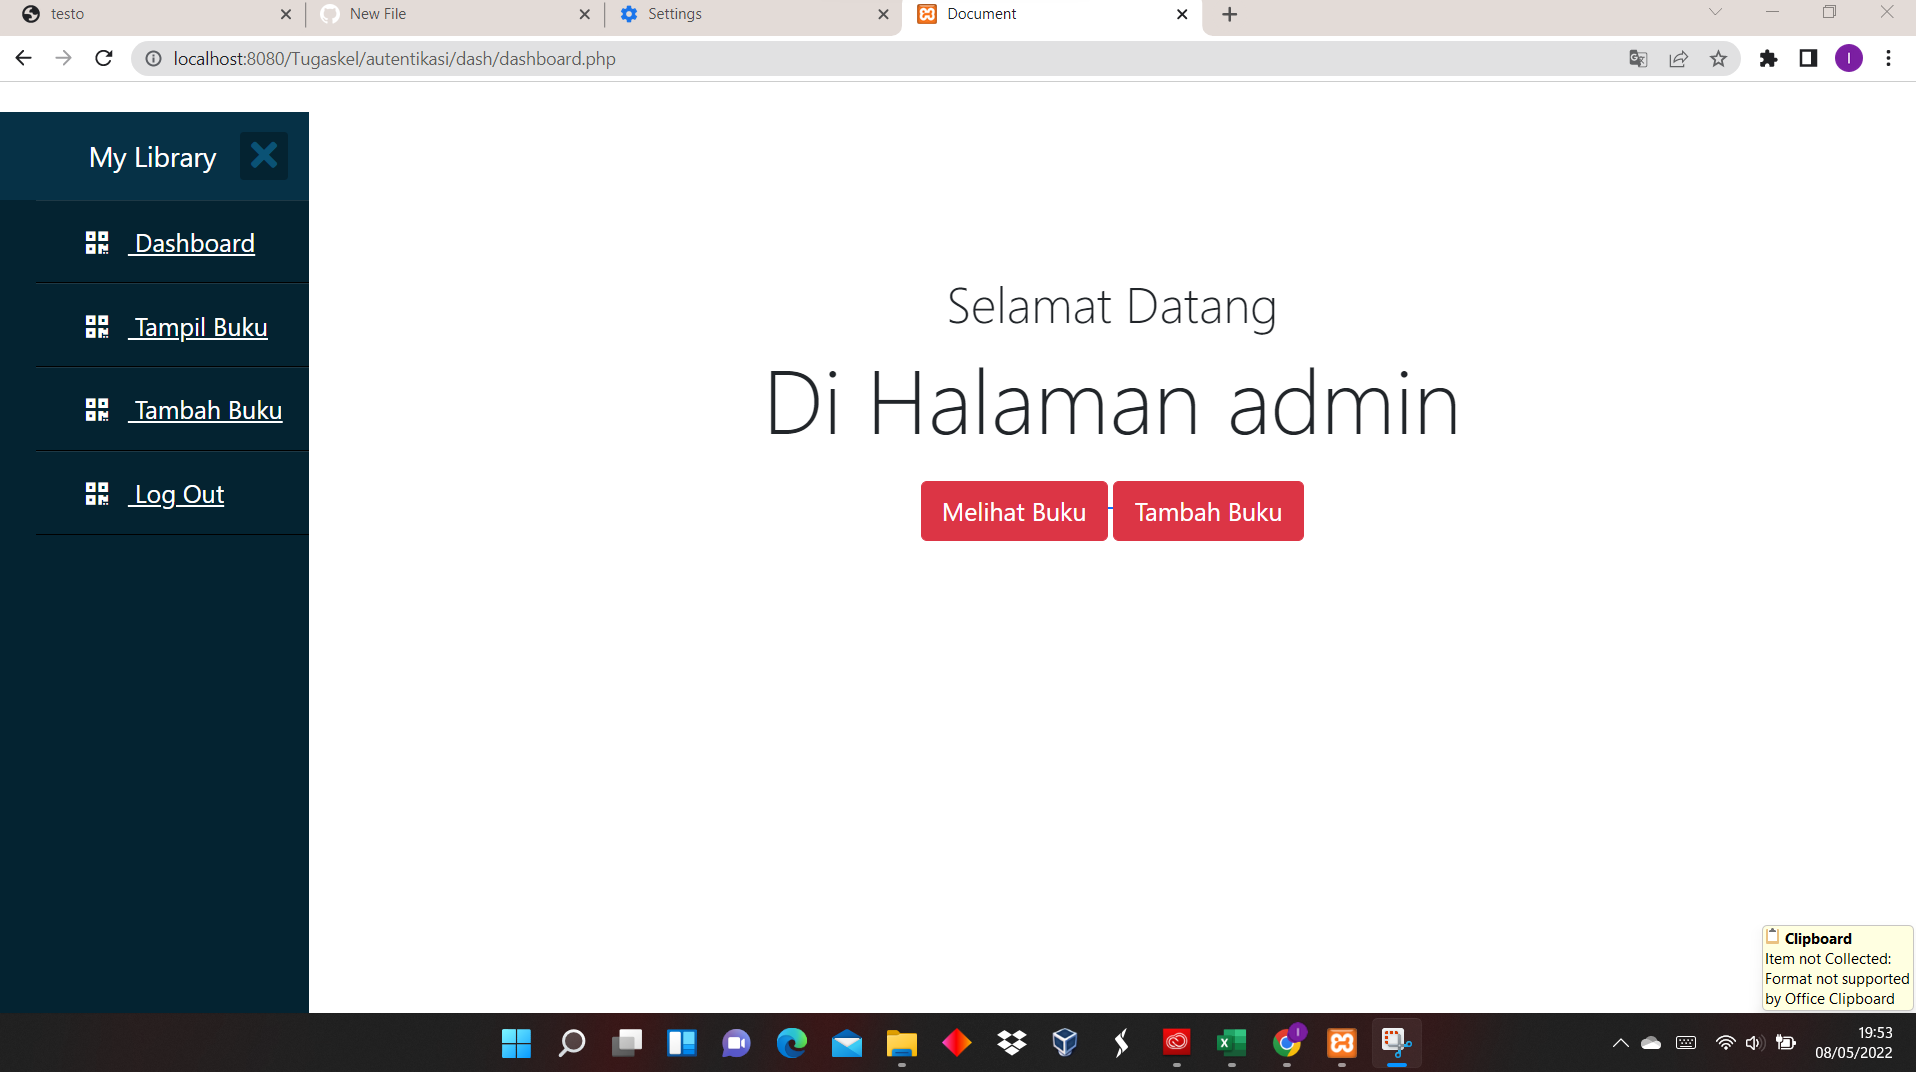 testo
New File
Settings
Document
localhost:8080/Tugaskel/autentikasi/dash/dashboard.php
I
My Library
Dashboard
Tampil Buku
Tambah Buku
Log Out
Selamat Datang
Di Halaman admin
Melihat Buku
Tambah Buku
Clipboard
Item not Collected:
Format not supported
by Office Clipboard
19:53
08/05/2022